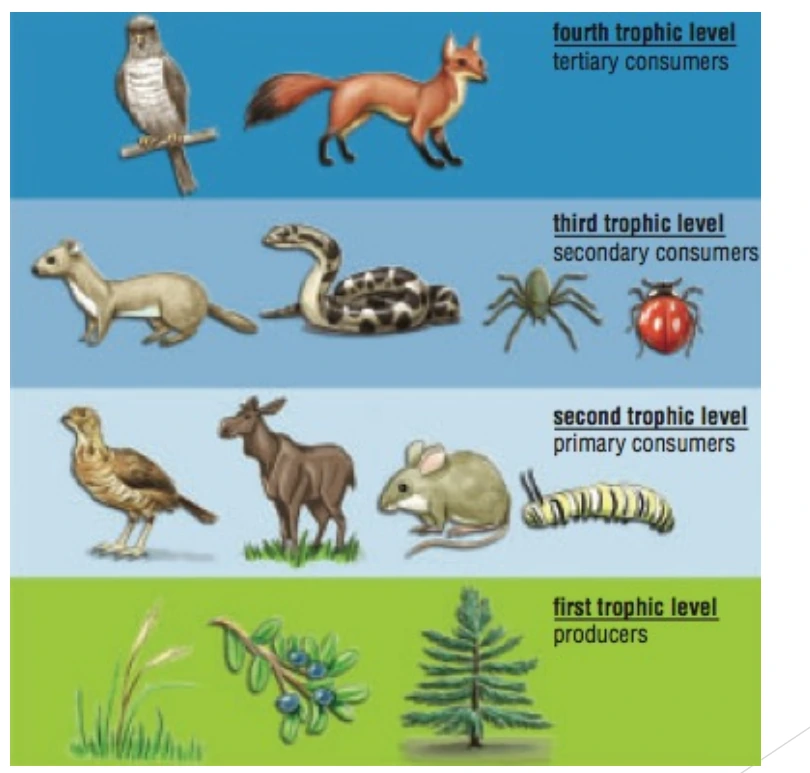 fourth trophic level
tertiary consumers
third trophic level
secondary consumers
second trophic level
primary consumers
first trophic level
producers